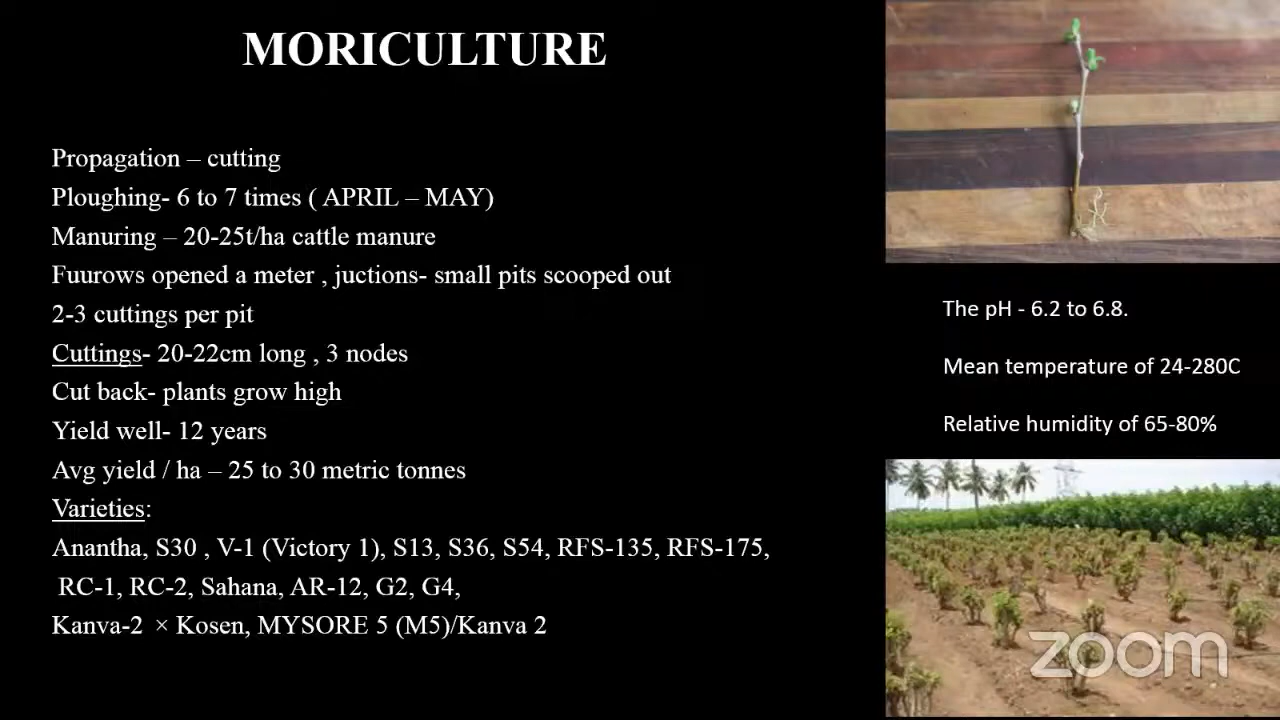 MORICULTURE
Propagation – cutting
Ploughing- 6 to 7 times ( APRIL – MAY)
Manuring – 20-25t/ha cattle manure
Fuurows opened a meter , juctions- small pits scooped out
2-3 cuttings per pit
Cuttings- 20-22cm long , 3 nodes
Cut back- plants grow high
Yield well- 12 years
Avg yield / ha – 25 to 30 metric tonnes
Varieties:
Anantha, S30 , V-1 (Victory 1), S13, S36, S54, RFS-135, RFS-175,
RC-1, RC-2, Sahana, AR-12, G2, G4,
Kanva-2 × Kosen, MYSORE 5 (M5)/Kanva 2
The pH - 6.2 to 6.8.
Mean temperature of 24-280C
Relative humidity of 65-80%
zoom